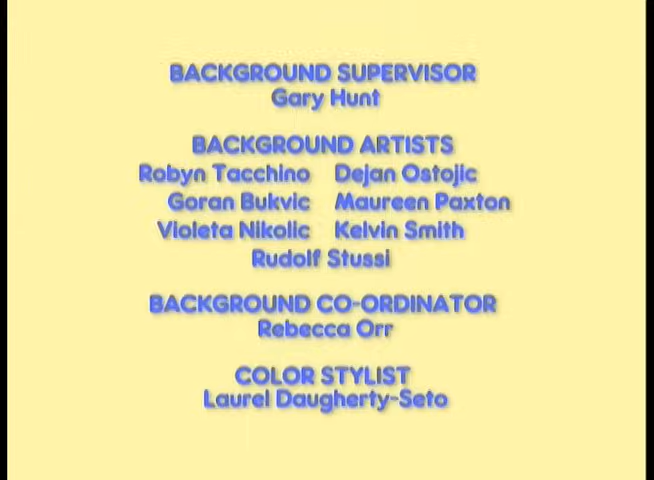 BACKGROUND SUPERVISOR
Gary Hunt
BACKGROUND ARTISTS
Robyn Tacchino Dejan Ostojic
Goran Bukvic Maureen Paxton
Violeta Nikolic Kelvin Smith
Rudolf Stussi
BACKGROUND CO-ORDINATOR
Rebecca Orr
COLOR STYLIST
Laurel Daugherty-Seto